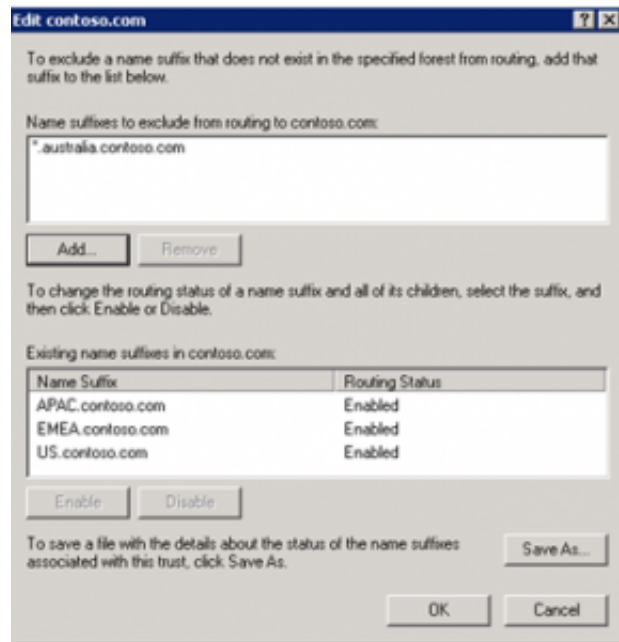 Edit contoso.com
To exclude a name suffix that does not exist in the specified forest from routing, add that
suffix to the list below.
Name suffixes to exclude from routing to contoso.com:
*.australia.contoso.com
Add...
Remove
To change the routing status of a name suffix and all of its children, select the suffix, and
then click Enable or Disable.
Existing name suffixes in contoso.com:
Name Suffix Routing Status
APAC.contoso.com Enabled
EMEA.contoso.com Enabled
US.contoso.com Enabled
Enable
Disable
To save a file with the details about the status of the name suffixes
associated with this trust, click Save As.
Save As...
OK
Cancel